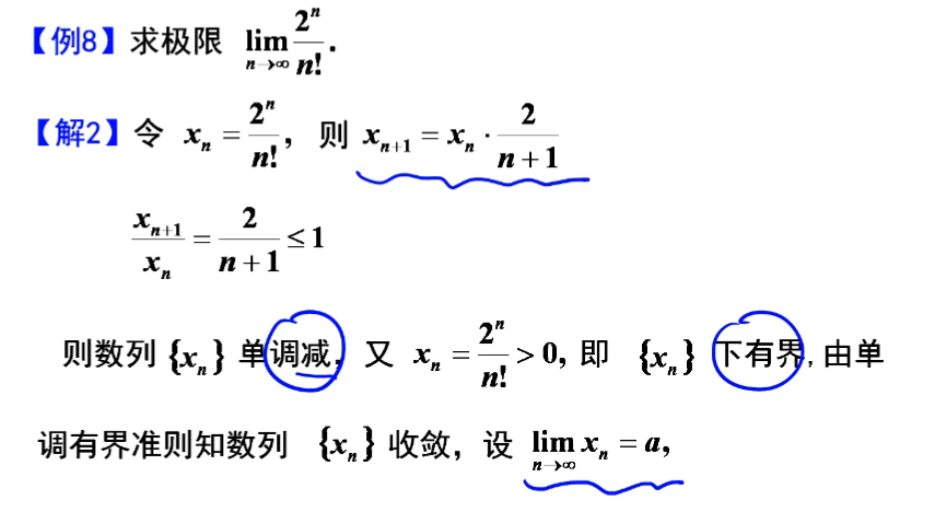 【例8】求极限 $\lim_{n \to \infty} \frac{2^n}{n!}$.
【解2】令 $x_n = \frac{2^n}{n!}$, 则 $x_{n+1} = x_n \cdot \frac{2}{n+1}$
$\frac{x_{n+1}}{x_n} = \frac{2}{n+1} \leq 1$
则数列 $\{x_n\}$ 单调减, 又 $x_n = \frac{2^n}{n!} > 0$, 即 $\{x_n\}$ 下有界, 由单
调有界准则知数列 $\{x_n\}$ 收敛, 设 $\lim_{n \to \infty} x_n = a$,